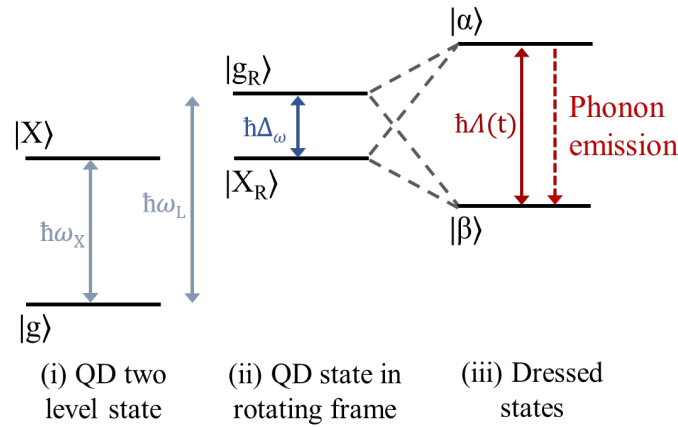 |α⟩
|g_R⟩
|X⟩
ħΔ_ω
ħΛ(t)
Phonon
emission
|X_R⟩
ħω_L
ħω_X
|β⟩
|g⟩
(i) QD two
level state
(ii) QD state in
rotating frame
(iii) Dressed
states